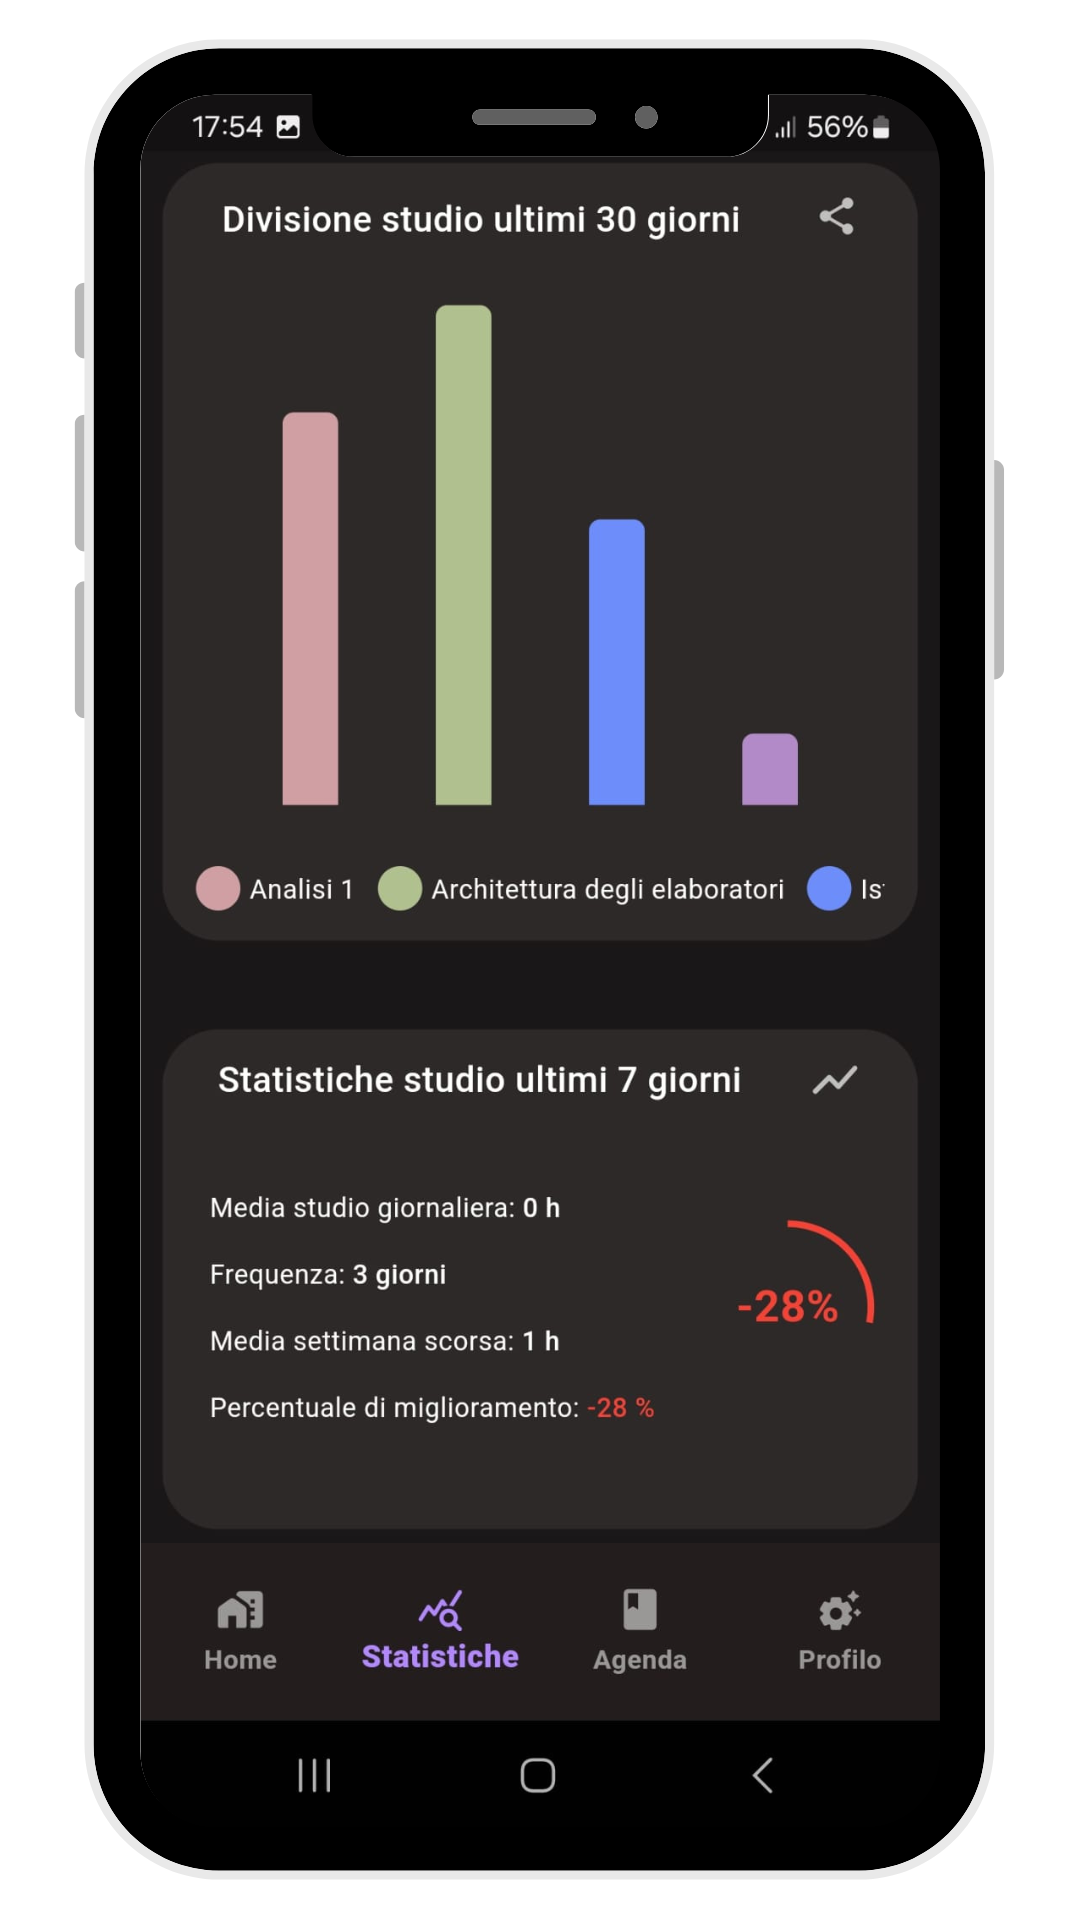 17:54 56%
Divisione studio ultimi 30 giorni
Analisi 1 Architettura degli elaboratori Is
Statistiche studio ultimi 7 giorni
Media studio giornaliera: 0 h
Frequenza: 3 giorni
-28%
Media settimana scorsa: 1 h
Percentuale di miglioramento: -28 %
Home Statistiche Agenda Profilo